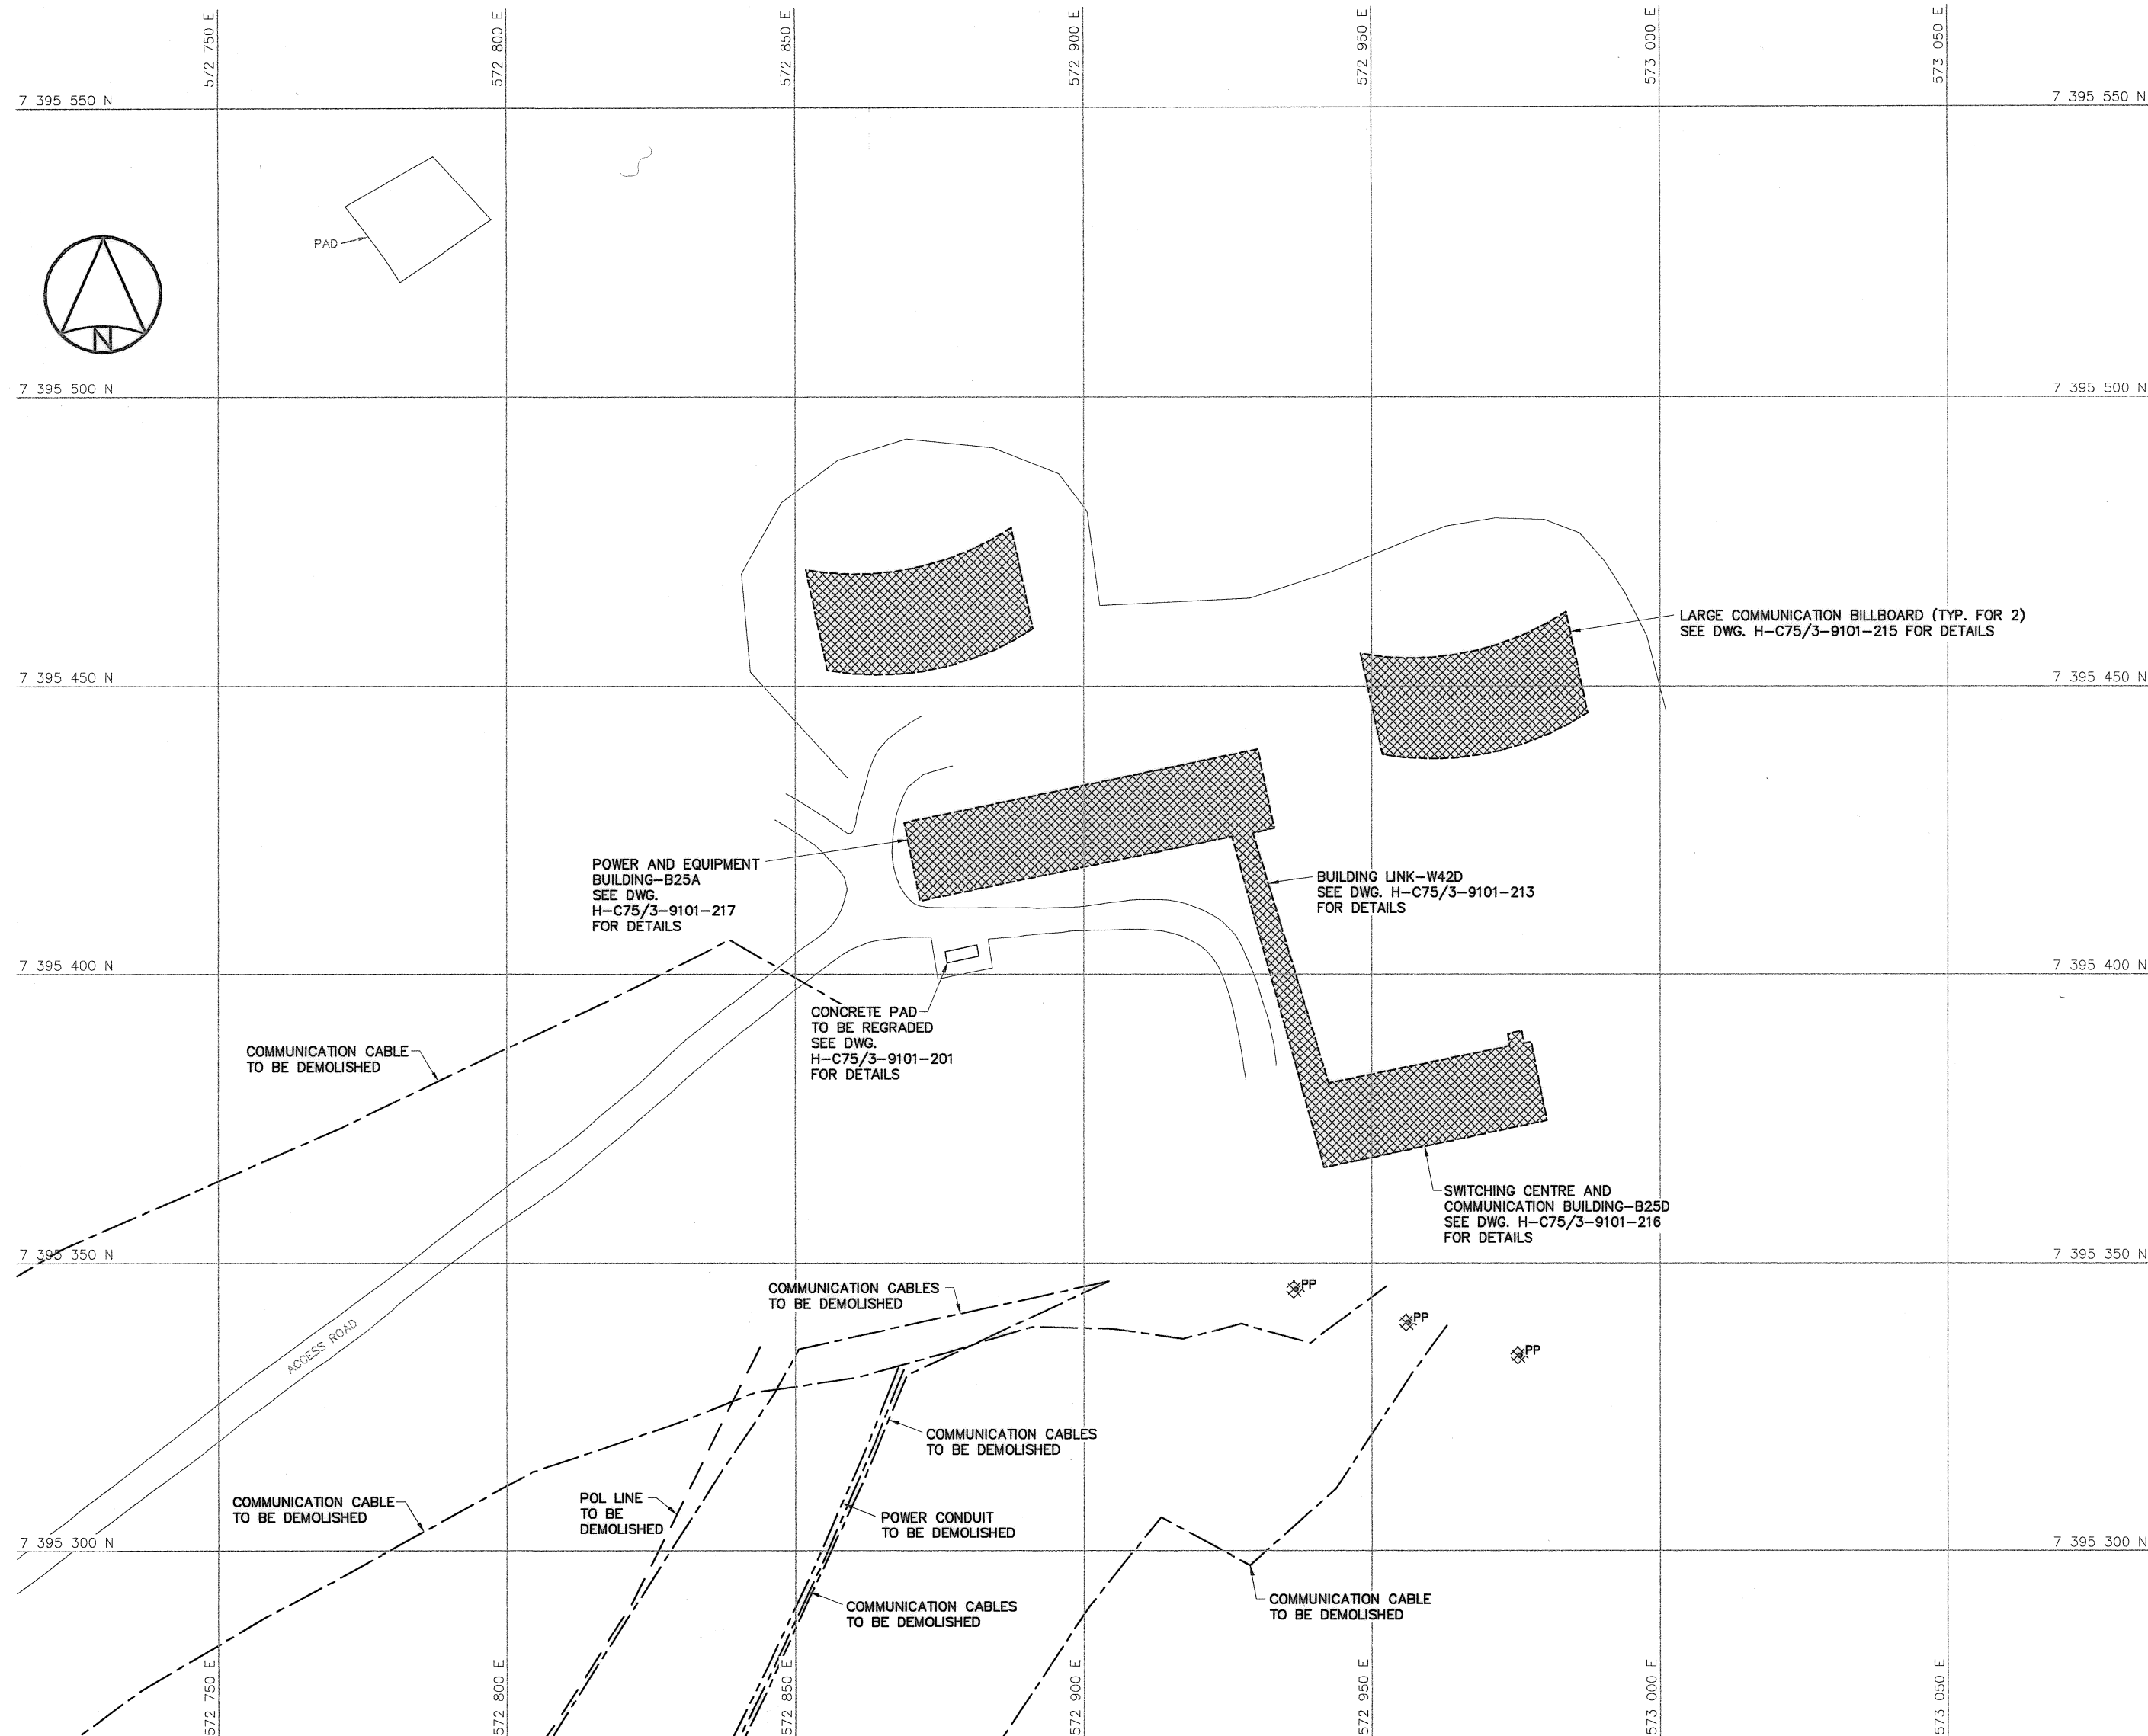 572 750 E
572 800 E
572 850 E
572 900 E
572 950 E
573 000 E
573 050 E
7 395 550 N
7 395 550 N
PAD
N
7 395 500 N
7 395 500 N
LARGE COMMUNICATION BILLBOARD (TYP. FOR 2)
SEE DWG. H-C75/3-9101-215 FOR DETAILS
7 395 450 N
7 395 450 N
POWER AND EQUIPMENT
BUILDING-B25A
SEE DWG.
H-C75/3-9101-217
FOR DETAILS
BUILDING LINK-W42D
SEE DWG. H-C75/3-9101-213
FOR DETAILS
7 395 400 N
7 395 400 N
CONCRETE PAD
TO BE REGRADED
SEE DWG.
H-C75/3-9101-201
FOR DETAILS
COMMUNICATION CABLE
TO BE DEMOLISHED
SWITCHING CENTRE AND
COMMUNICATION BUILDING-B25D
SEE DWG. H-C75/3-9101-216
FOR DETAILS
7 395 350 N
7 395 350 N
COMMUNICATION CABLES
TO BE DEMOLISHED
PP
PP
PP
ACCESS ROAD
COMMUNICATION CABLES
TO BE DEMOLISHED
COMMUNICATION CABLE
TO BE DEMOLISHED
POL LINE
TO BE
DEMOLISHED
POWER CONDUIT
TO BE DEMOLISHED
7 395 300 N
7 395 300 N
COMMUNICATION CABLES
TO BE DEMOLISHED
COMMUNICATION CABLE
TO BE DEMOLISHED
572 750 E
572 800 E
572 850 E
572 900 E
572 950 E
573 000 E
573 050 E